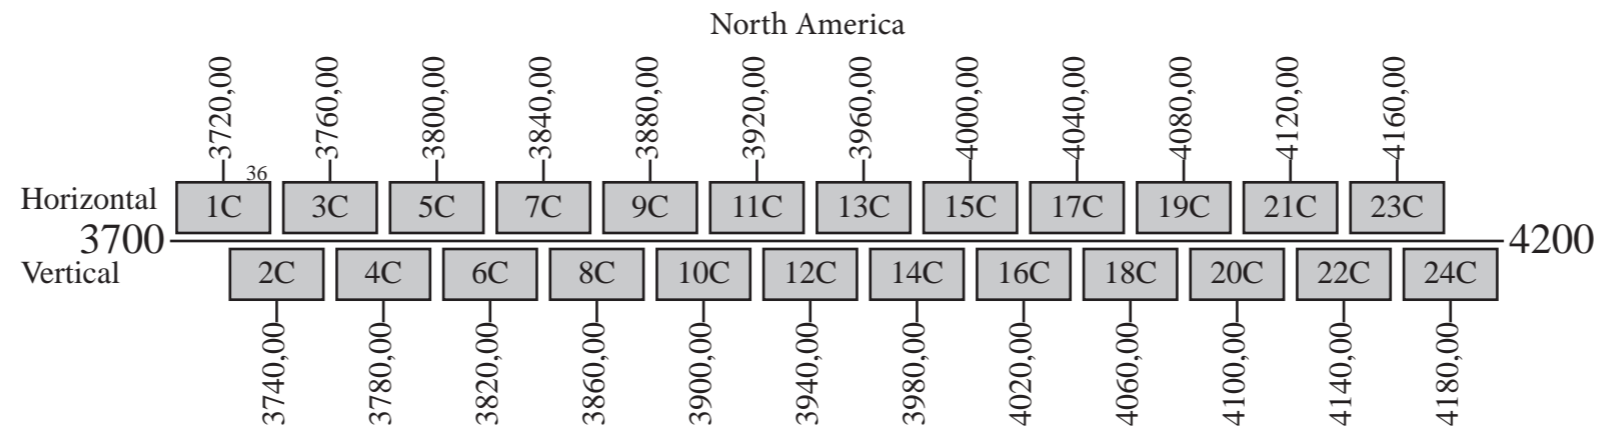 North America
3720,00 3760,00 3800,00 3840,00 3880,00 3920,00 3960,00 4000,00 4040,00 4080,00 4120,00 4160,00
36
Horizontal 1C 3C 5C 7C 9C 11C 13C 15C 17C 19C 21C 23C
3700 4200
Vertical 2C 4C 6C 8C 10C 12C 14C 16C 18C 20C 22C 24C
3740,00 3780,00 3820,00 3860,00 3900,00 3940,00 3980,00 4020,00 4060,00 4100,00 4140,00 4180,00